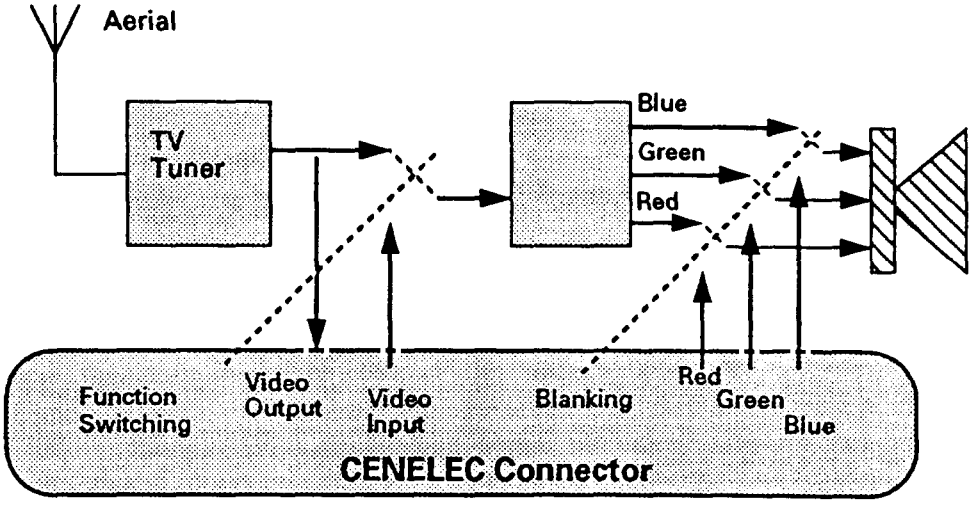 Aerial
TV
Tuner
Blue
Green
Red
Function
Switching
Video
Output
Video
Input
Blanking
Red
Green
Blue
CENELEC Connector